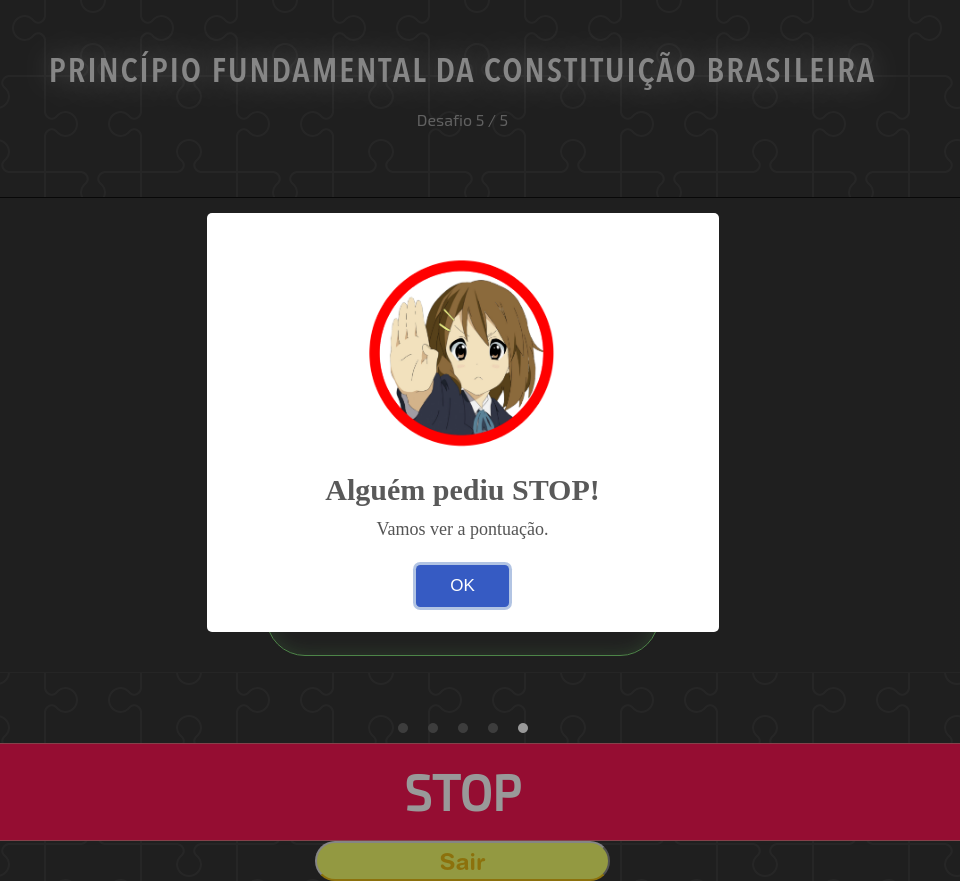 PRINCÍPIO FUNDAMENTAL DA CONSTITUIÇÃO BRASILEIRA
Desafio 5 / 5
Alguém pediu STOP!
Vamos ver a pontuação.
OK
STOP
Sair